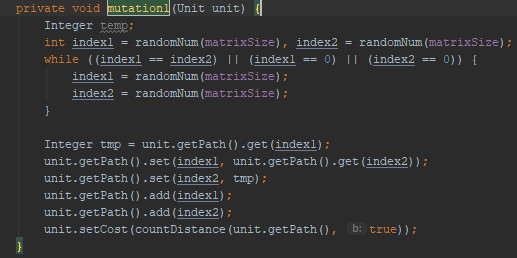 private void mutation1(Unit unit) {
Integer temp;
int index1 = randomNum(matrixSize), index2 = randomNum(matrixSize);
while ((index1 == index2) || (index1 == 0) || (index2 == 0)) {
index1 = randomNum(matrixSize);
index2 = randomNum(matrixSize);
}
Integer tmp = unit.getPath().get(index1);
unit.getPath().set(index1, unit.getPath().get(index2));
unit.getPath().set(index2, tmp);
unit.getPath().add(index1);
unit.getPath().add(index2);
unit.setCost(countDistance(unit.getPath(), b: true));
}